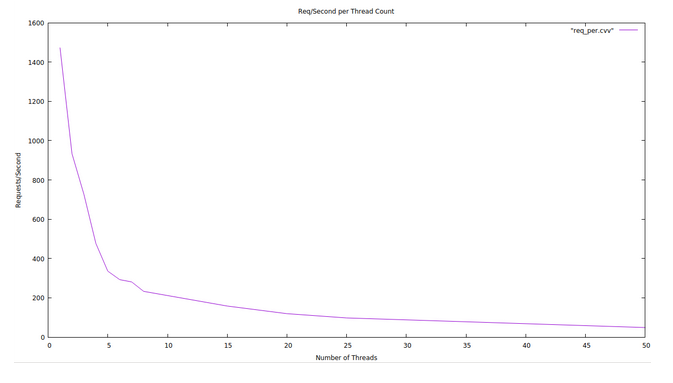 Req/Second per Thread Count
1600
"req_per.cvv"
1400
1200
1000
800
600
400
200
0
Requests/Second
0 5 10 15 20 25 30 35 40 45 50
Number of Threads